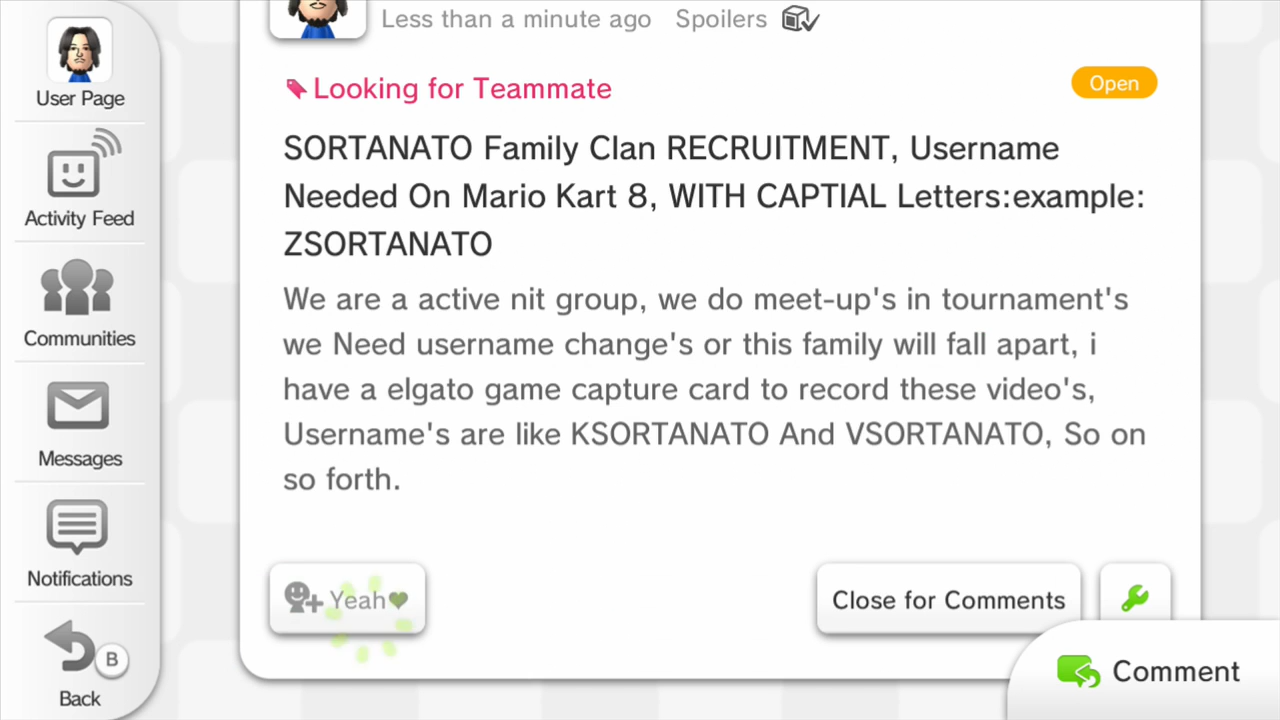 Less than a minute ago Spoilers
Looking for Teammate
Open
SORTANATO Family Clan RECRUITMENT, Username
Needed On Mario Kart 8, WITH CAPTIAL Letters:example:
ZSORTANATO
We are a active nit group, we do meet-up's in tournament's
we Need username change's or this family will fall apart, i
have a elgato game capture card to record these video's,
Username's are like KSORTANATO And VSORTANATO, So on
so forth.
Yeah
Close for Comments
Comment
User Page
Activity Feed
Communities
Messages
Notifications
B
Back